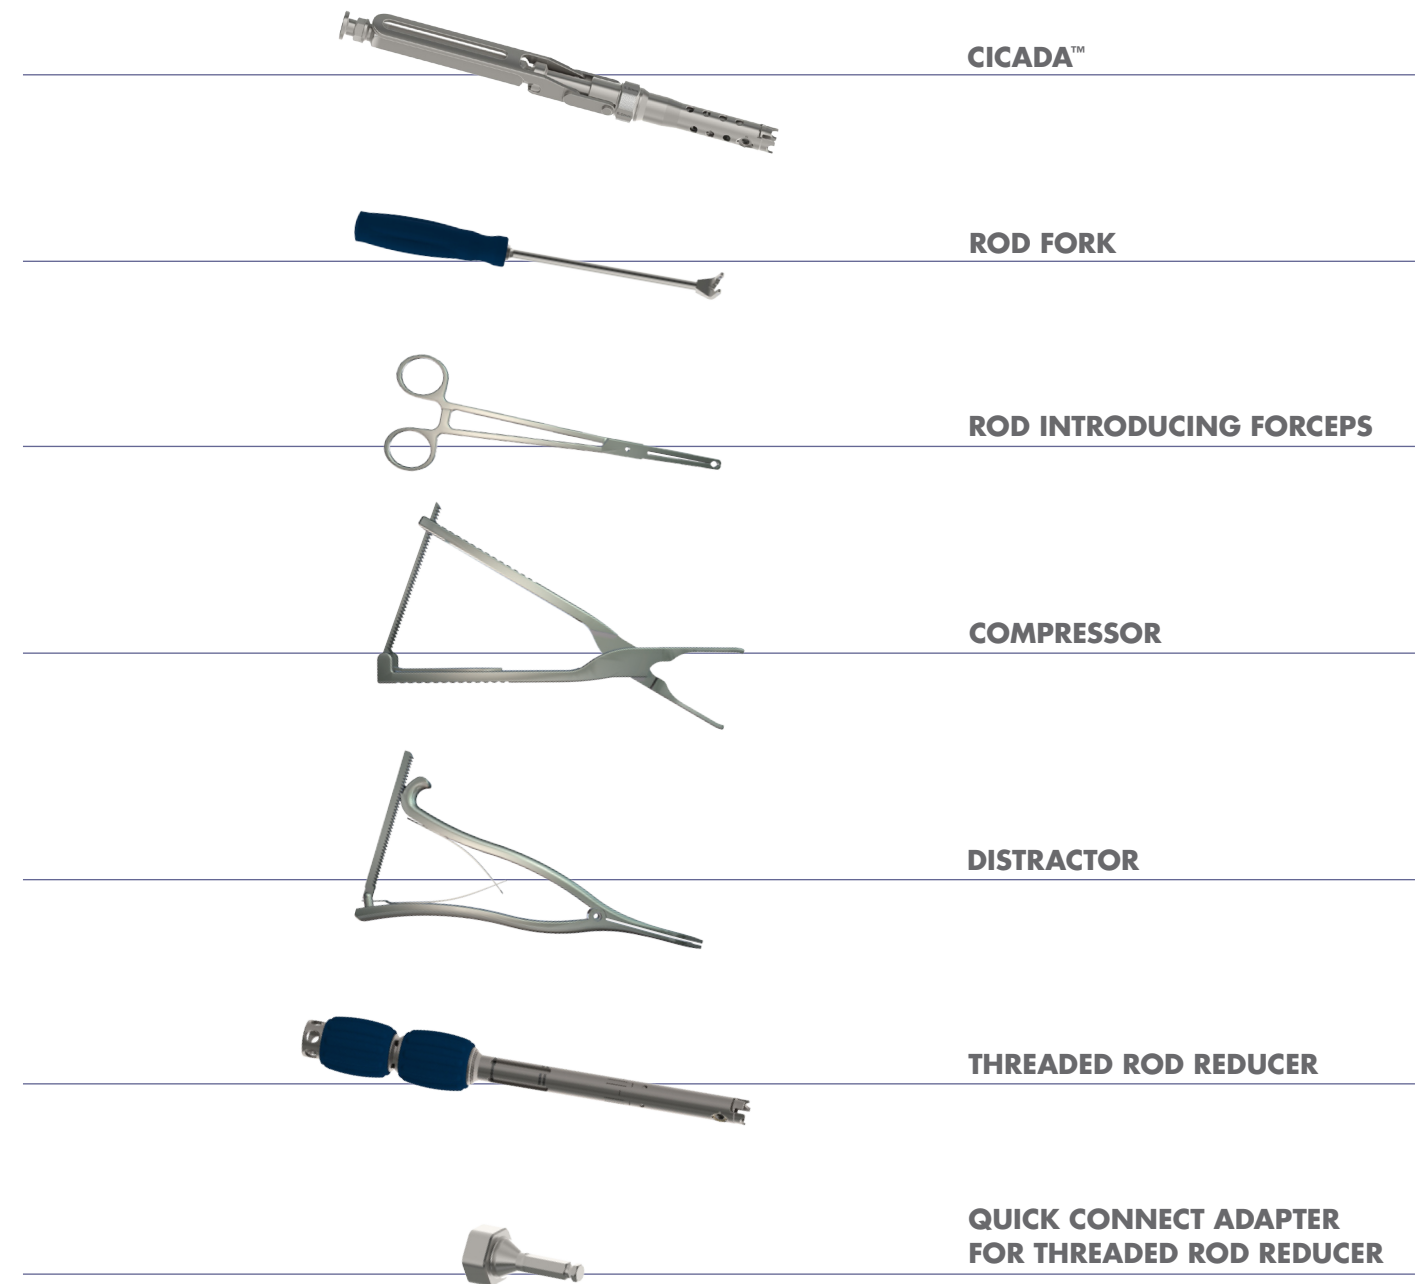 CICADA™
ROD FORK
ROD INTRODUCING FORCEPS
COMPRESSOR
DISTRACTOR
THREADED ROD REDUCER
QUICK CONNECT ADAPTER
FOR THREADED ROD REDUCER